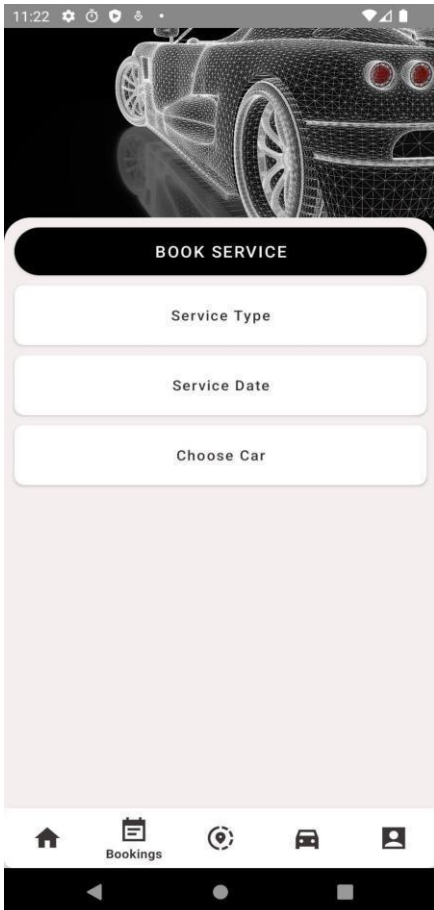 11:22
BOOK SERVICE
Service Type
Service Date
Choose Car
Bookings